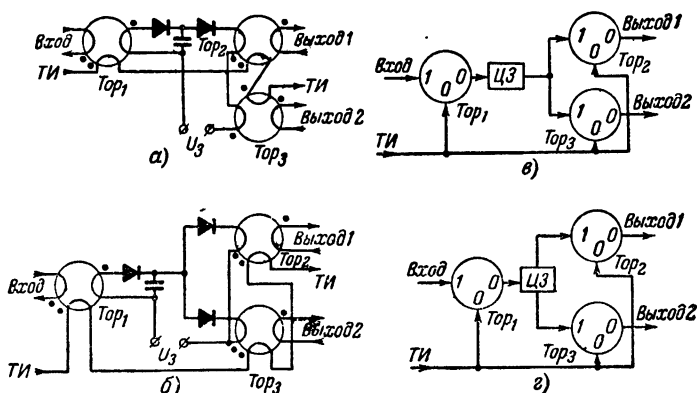 Вход
Тор₁
ТИ
Тор₂
Выход1
ТИ
Выход2
Тор₃
U₃
а)
Вход
1 0 0
Тор₁
ЦЗ
1 0 0
Выход1
Тор₂
1 0 0
Выход2
Тор₃
ТИ
в)
Вход
Тор₁
ТИ
Выход1
Тор₂
ТИ
Выход2
Тор₃
U₃
б)
Вход
1 0 0
Тор₁
ЦЗ
1 0 0
Выход1
Тор₂
1 0 0
Выход2
Тор₃
ТИ
г)